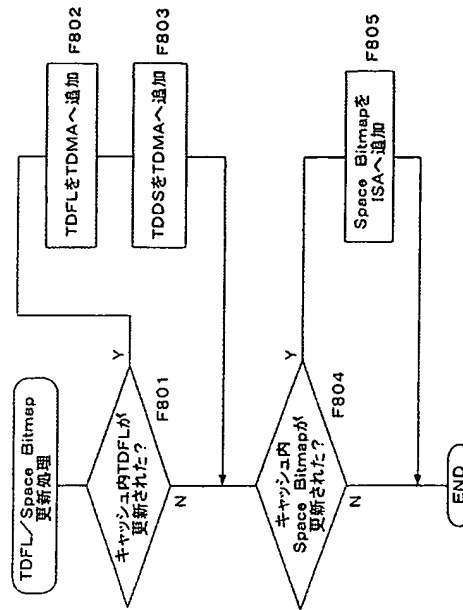 TDFL/Space Bitmap
更新処理
キャッシュ内TDFLが
更新された?
F801
Y
N
TDFLをTDMAへ追加
F802
TDDSをTDMAへ追加
F803
キャッシュ内
Space Bitmapが
更新された?
F804
Y
N
Space Bitmapを
ISAへ追加
F805
END